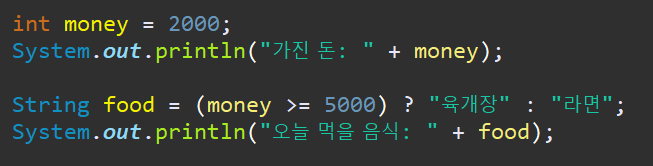 int money = 2000;
System.out.println("가진 돈: " + money);
String food = (money >= 5000) ? "육개장" : "라면";
System.out.println("오늘 먹을 음식: " + food);